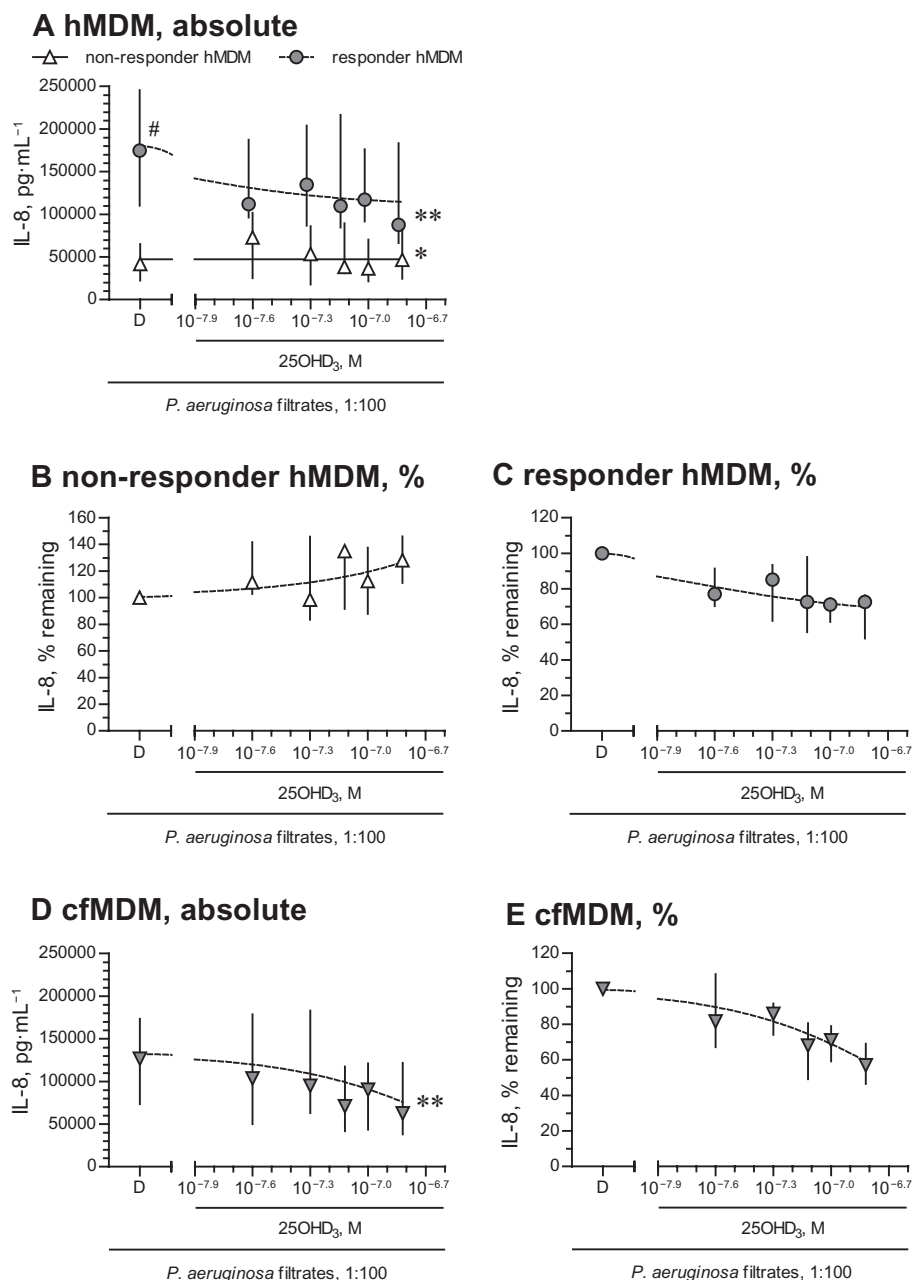 A hMDM, absolute
non-responder hMDM responder hMDM
IL-8, pg·mL⁻¹
250000
200000
150000
100000
50000
0
#
**
*
D 10⁻⁷·⁹ 10⁻⁷·⁶ 10⁻⁷·³ 10⁻⁷·⁰ 10⁻⁶·⁷
25OHD₃, M
P. aeruginosa filtrates, 1:100
B non-responder hMDM, %
IL-8, % remaining
160
140
120
100
80
60
40
20
0
D 10⁻⁷·⁹ 10⁻⁷·⁶ 10⁻⁷·³ 10⁻⁷·⁰ 10⁻⁶·⁷
25OHD₃, M
P. aeruginosa filtrates, 1:100
C responder hMDM, %
IL-8, % remaining
120
100
80
60
40
20
0
D 10⁻⁷·⁹ 10⁻⁷·⁶ 10⁻⁷·³ 10⁻⁷·⁰ 10⁻⁶·⁷
25OHD₃, M
P. aeruginosa filtrates, 1:100
D cfMDM, absolute
IL-8, pg·mL⁻¹
250000
200000
150000
100000
50000
0
**
D 10⁻⁷·⁹ 10⁻⁷·⁶ 10⁻⁷·³ 10⁻⁷·⁰ 10⁻⁶·⁷
25OHD₃, M
P. aeruginosa filtrates, 1:100
E cfMDM, %
IL-8, % remaining
120
100
80
60
40
20
0
D 10⁻⁷·⁹ 10⁻⁷·⁶ 10⁻⁷·³ 10⁻⁷·⁰ 10⁻⁶·⁷
25OHD₃, M
P. aeruginosa filtrates, 1:100